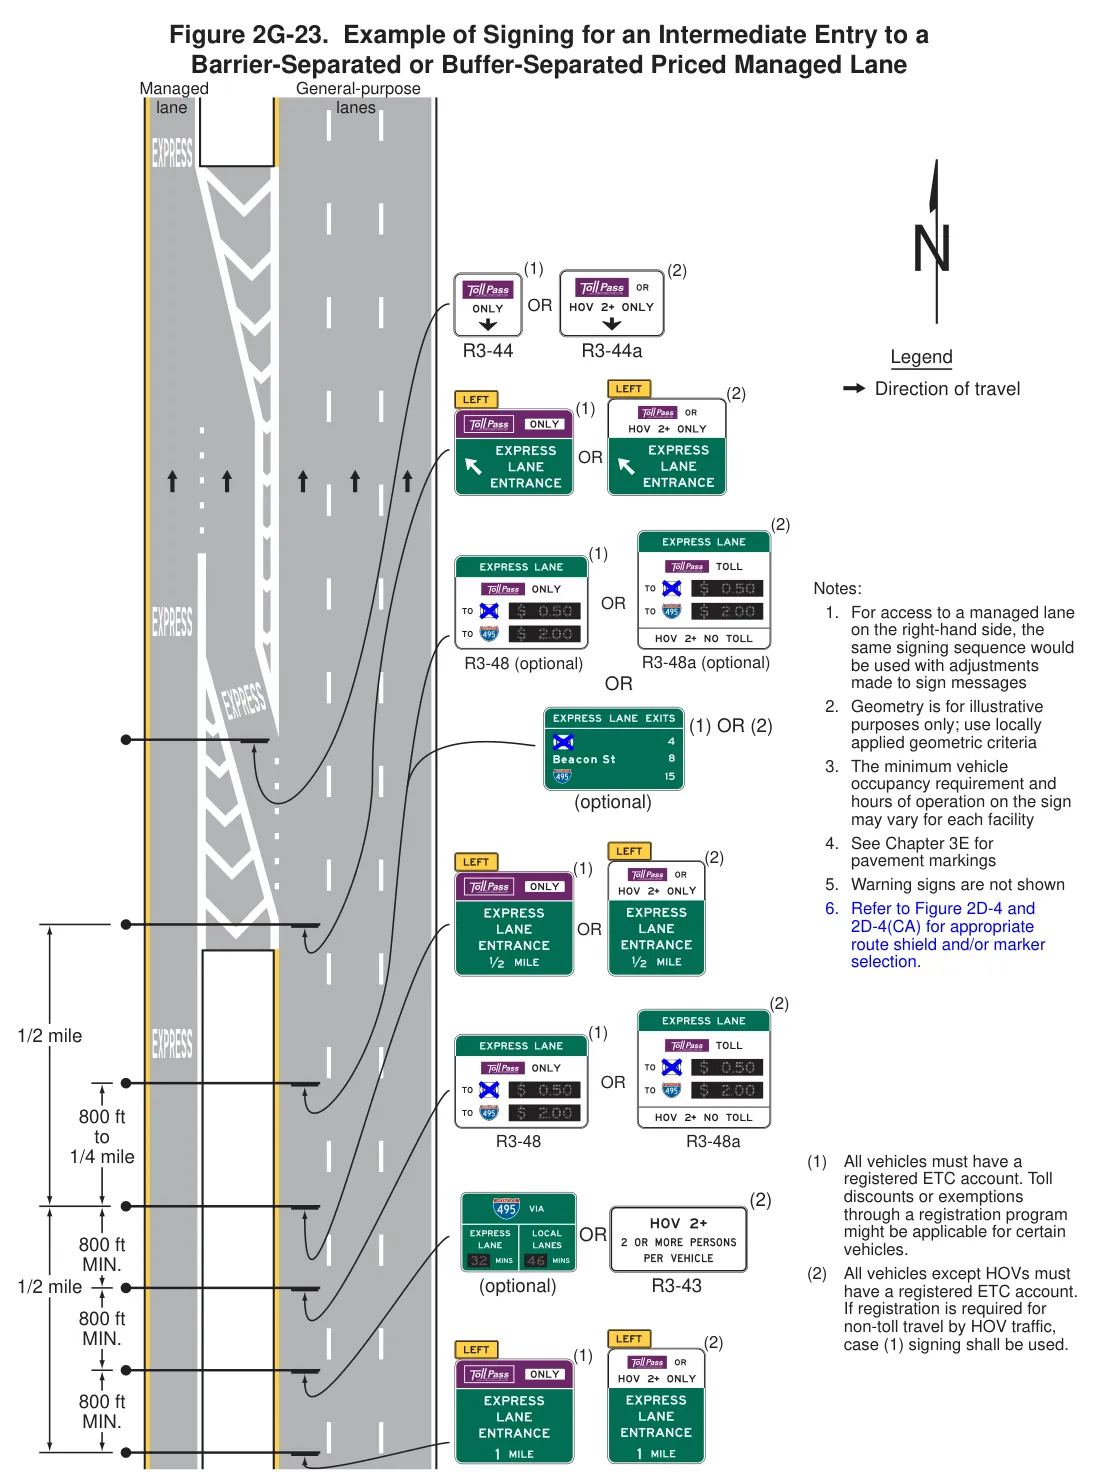 Figure 2G-23. Example of Signing for an Intermediate Entry to a
Barrier-Separated or Buffer-Separated Priced Managed Lane
Managed
lane
General-purpose
lanes
EXPRESS
N
Legend
Direction of travel
(1)
Toll Pass
ONLY
OR
(2)
Toll Pass OR
HOV 2+ ONLY
R3-44
R3-44a
LEFT
(1)
Toll Pass ONLY
EXPRESS
LANE
ENTRANCE
OR
LEFT
(2)
Toll Pass OR
HOV 2+ ONLY
EXPRESS
LANE
ENTRANCE
(1)
EXPRESS LANE
Toll Pass ONLY
TO $ 0.50
TO 495 $ 2.00
R3-48 (optional)
OR
(2)
EXPRESS LANE
Toll Pass TOLL
TO $ 0.50
TO 495 $ 2.00
HOV 2+ NO TOLL
R3-48a (optional)
OR
EXPRESS
EXPRESS
EXPRESS LANE EXITS
4
Beacon St 8
495 15
(1) OR (2)
(optional)
LEFT
(1)
Toll Pass ONLY
EXPRESS
LANE
ENTRANCE
1/2 MILE
OR
LEFT
(2)
Toll Pass OR
HOV 2+ ONLY
EXPRESS
LANE
ENTRANCE
1/2 MILE
EXPRESS
(1)
EXPRESS LANE
Toll Pass ONLY
TO $ 0.50
TO 495 $ 2.00
R3-48
OR
(2)
EXPRESS LANE
Toll Pass TOLL
TO $ 0.50
TO 495 $ 2.00
HOV 2+ NO TOLL
R3-48a
495 VIA
EXPRESS
LANE
32 MINS
LOCAL
LANES
46 MINS
(optional)
OR
(2)
HOV 2+
2 OR MORE PERSONS
PER VEHICLE
R3-43
LEFT
(1)
Toll Pass ONLY
EXPRESS
LANE
ENTRANCE
1 MILE
LEFT
(2)
Toll Pass OR
HOV 2+ ONLY
EXPRESS
LANE
ENTRANCE
1 MILE
1/2 mile
800 ft
to
1/4 mile
800 ft
MIN.
1/2 mile
800 ft
MIN.
800 ft
MIN.
Notes:
1. For access to a managed lane
on the right-hand side, the
same signing sequence would
be used with adjustments
made to sign messages
2. Geometry is for illustrative
purposes only; use locally
applied geometric criteria
3. The minimum vehicle
occupancy requirement and
hours of operation on the sign
may vary for each facility
4. See Chapter 3E for
pavement markings
5. Warning signs are not shown
6. Refer to Figure 2D-4 and
2D-4(CA) for appropriate
route shield and/or marker
selection.
(1) All vehicles must have a
registered ETC account. Toll
discounts or exemptions
through a registration program
might be applicable for certain
vehicles.
(2) All vehicles except HOVs must
have a registered ETC account.
If registration is required for
non-toll travel by HOV traffic,
case (1) signing shall be used.